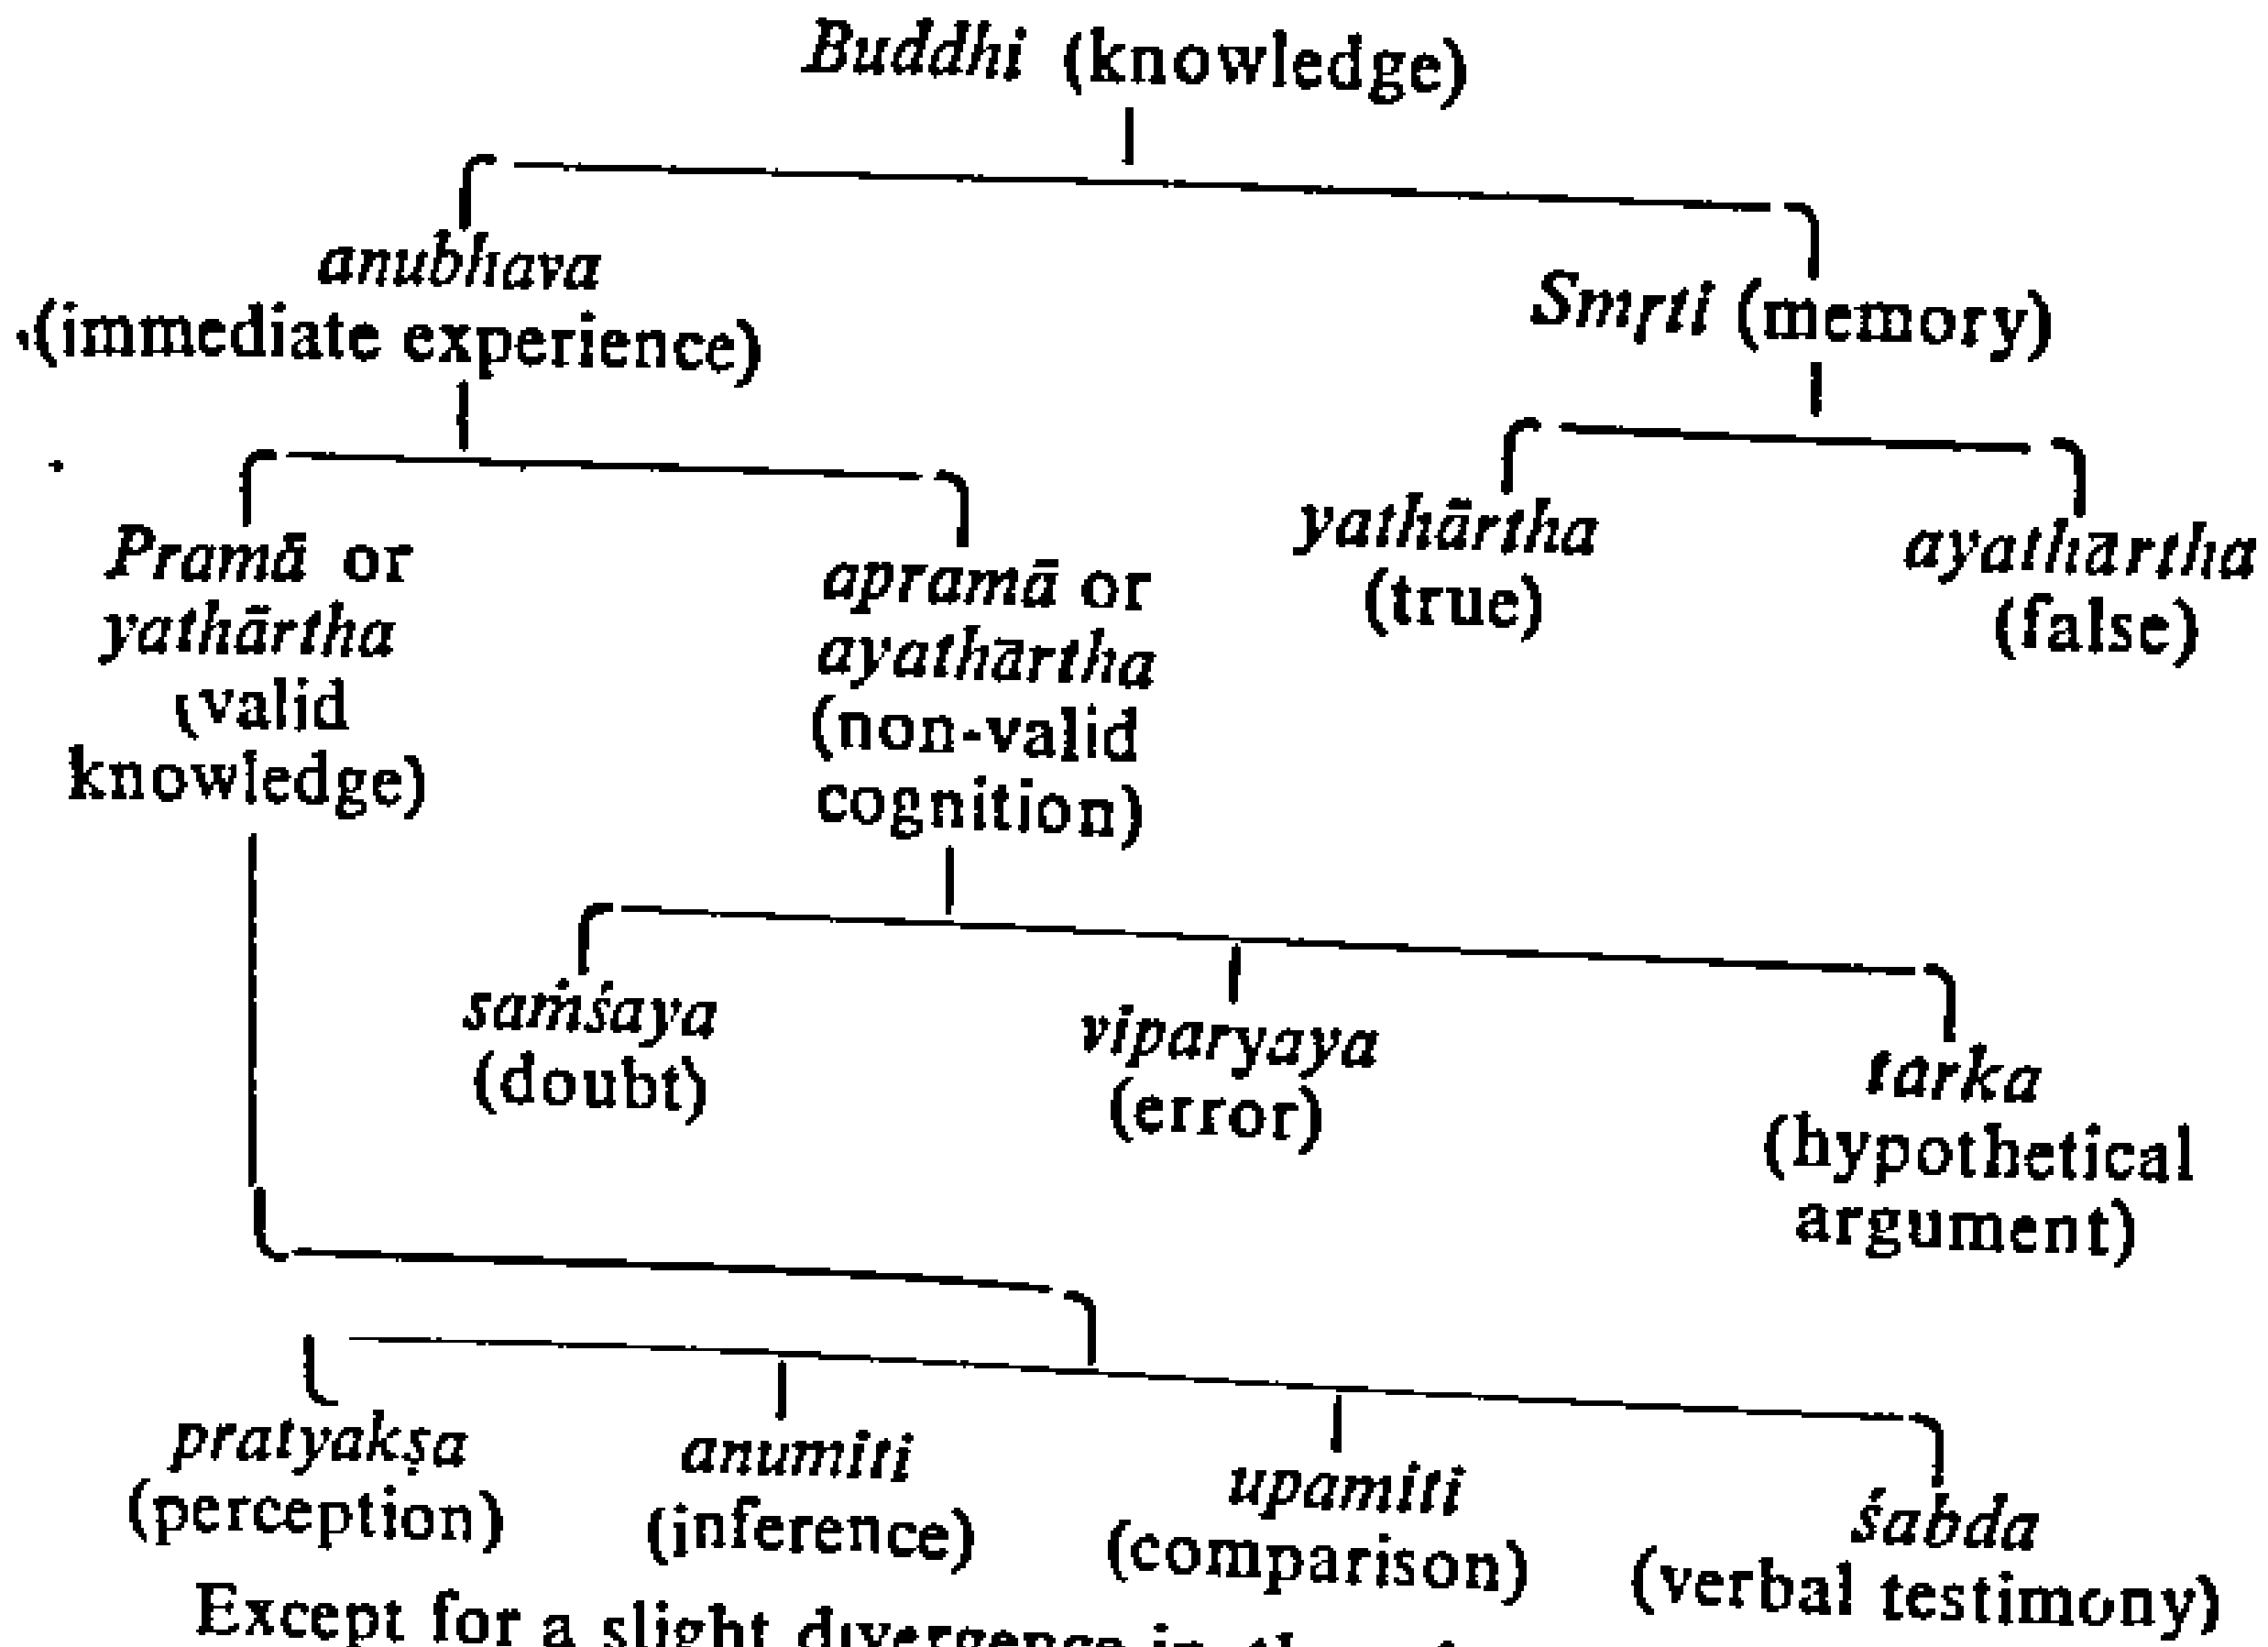 Buddhi (knowledge)
anubhava
(immediate experience)
Smṛti (memory)
Pramā or
yathārtha
(valid
knowledge)
apramā or
ayathārtha
(non-valid
cognition)
yathārtha
(true)
ayathārtha
(false)
saṁśaya
(doubt)
viparyaya
(error)
tarka
(hypothetical
argument)
pratyakṣa
(perception)
anumiti
(inference)
upamiti
(comparison)
śabda
(verbal testimony)
Except for a slight divergence in